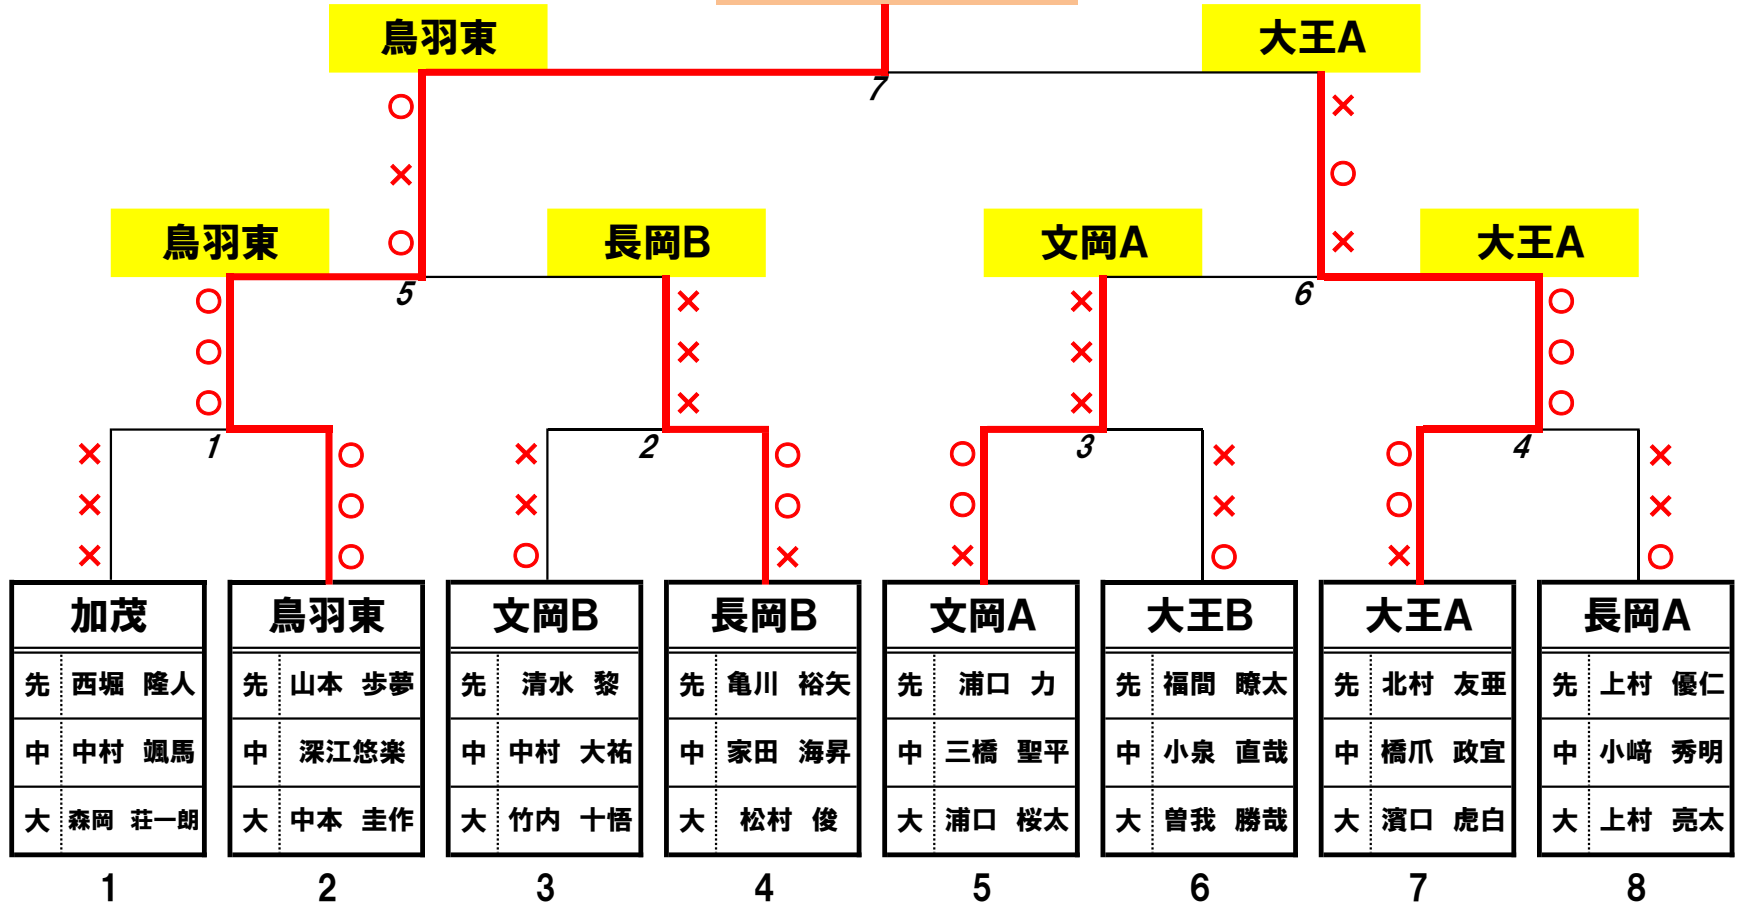 鳥羽東 大王A
7
○ ×
× ○
○ ×
鳥羽東 長岡B 文岡A 大王A
5 6
○ × × ○
○ × × ○
○ × × ○
1 2 3 4
× ○ × ○ ○ × ○ ×
× ○ × ○ ○ × ○ ×
× ○ ○ × × ○ × ○
加茂 鳥羽東 文岡B 長岡B 文岡A 大王B 大王A 長岡A
先 西堀 隆人 先 山本 歩夢 先 清水 黎 先 亀川 裕矢 先 浦口 力 先 福間 瞭太 先 北村 友亜 先 上村 優仁
中 中村 颯馬 中 深江悠楽 中 中村 大祐 中 家田 海昇 中 三橋 聖平 中 小泉 直哉 中 橋爪 政宜 中 小﨑 秀明
大 森岡 荘一朗 大 中本 圭作 大 竹内 十悟 大 松村 俊 大 浦口 桜太 大 曽我 勝哉 大 濱口 虎白 大 上村 亮太
1 2 3 4 5 6 7 8